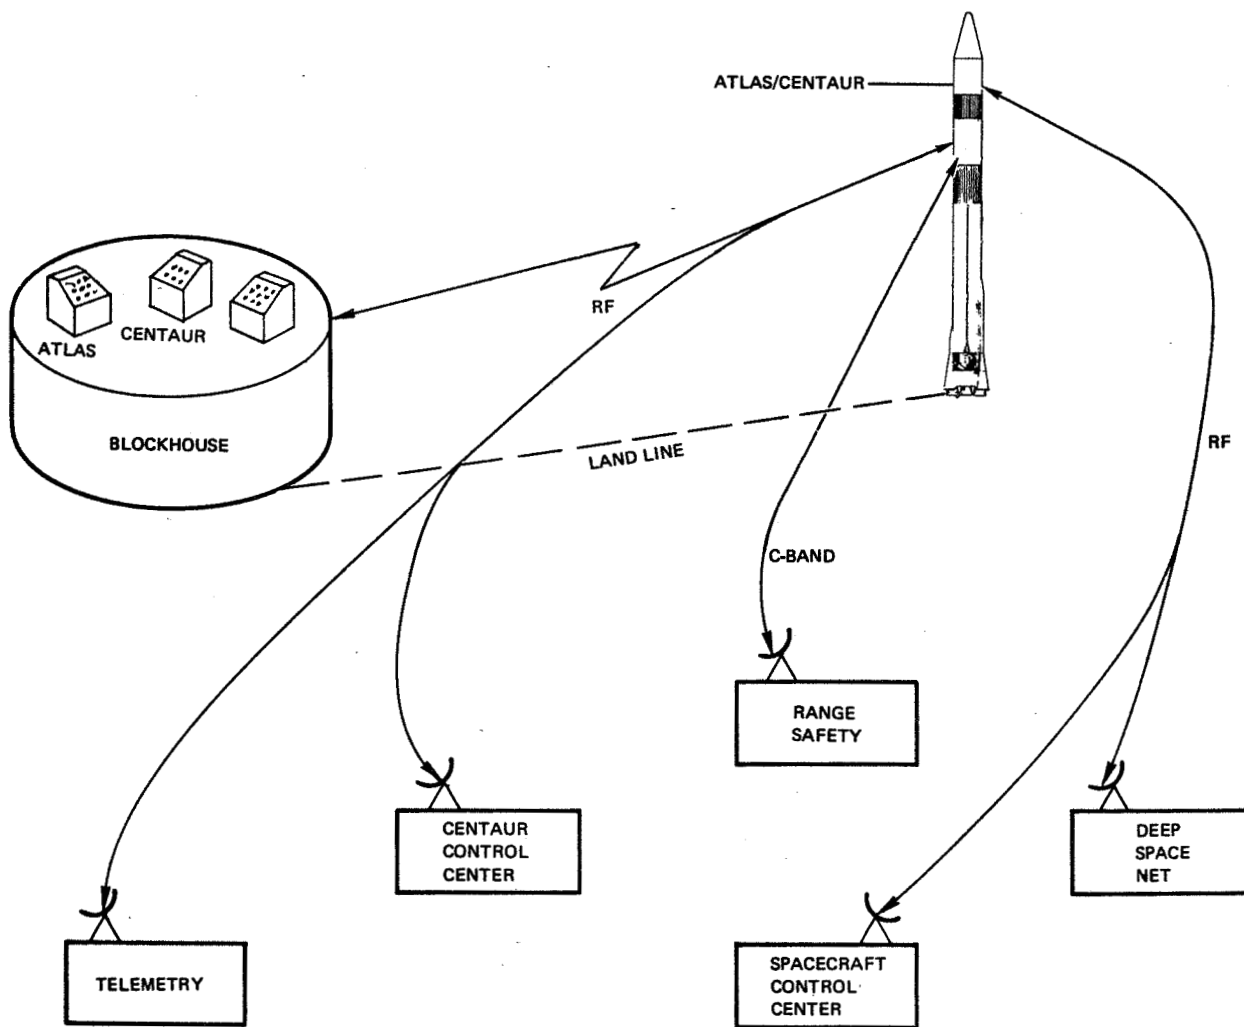 ATLAS/CENTAUR
RF
CENTAUR
ATLAS
BLOCKHOUSE
LAND LINE
RF
C-BAND
RANGE
SAFETY
CENTAUR
CONTROL
CENTER
DEEP
SPACE
NET
TELEMETRY
SPACECRAFT
CONTROL
CENTER